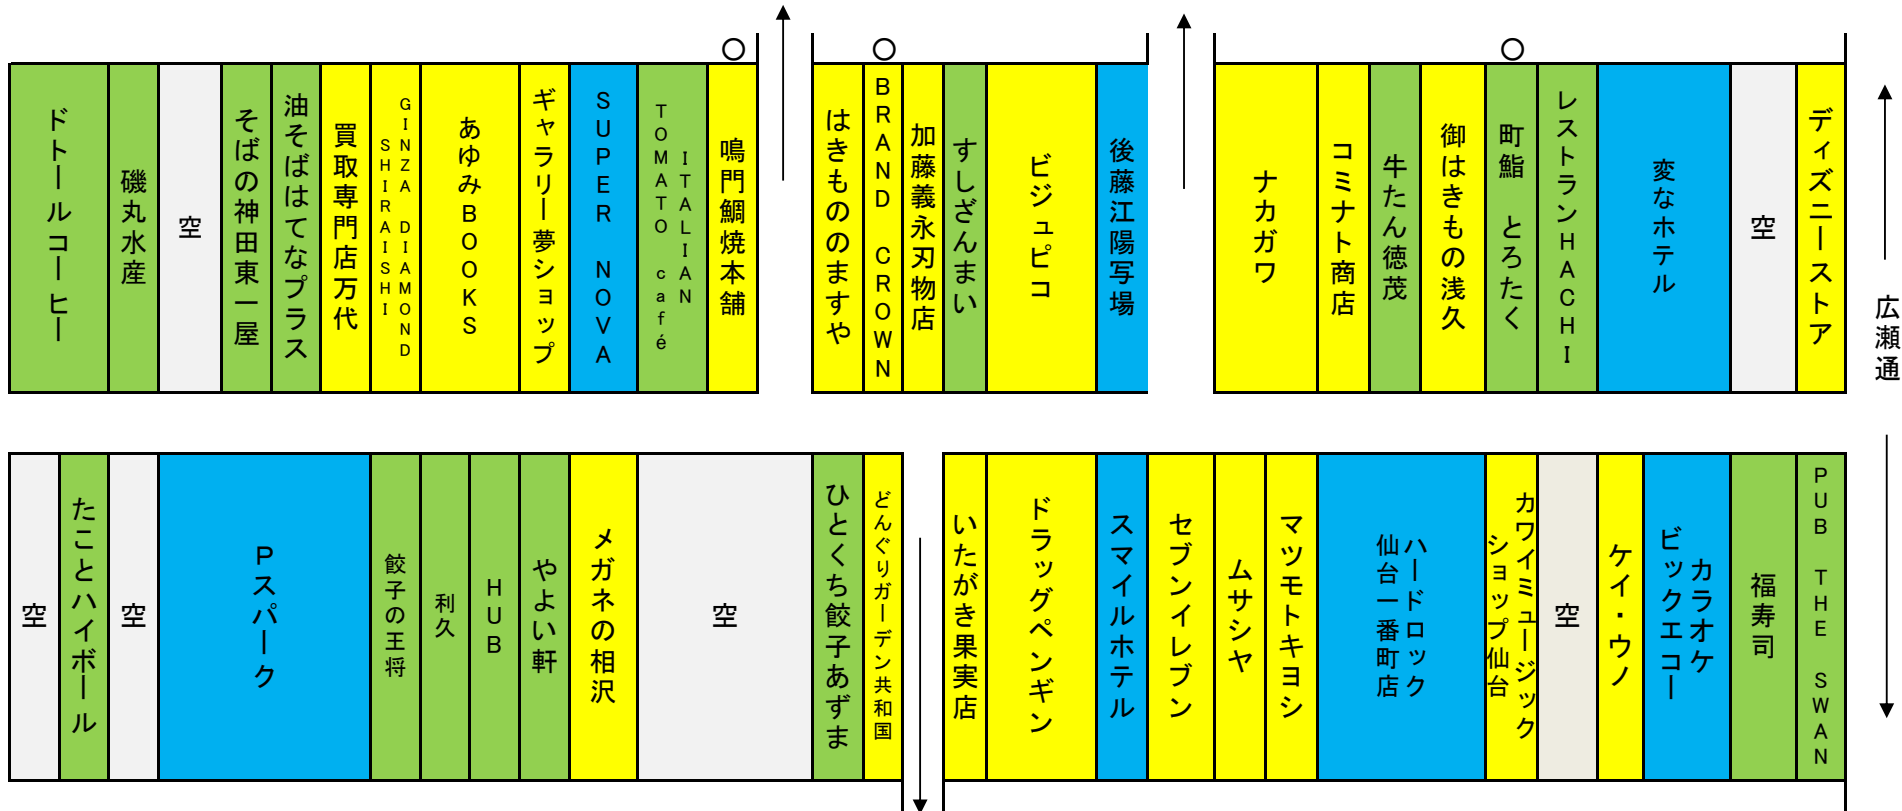 ドトールコーヒー
磯丸水産
空
そばの神田東一屋
油そばはてなプラス
買取専門店万代
GINZA DIAMOND
SHIRAISHI
あゆみBOOKS
ギャラリー夢ショップ
SUPER NOVA
ITALIAN
TOMATO café
鳴門鯛焼本舗
はきもののますや
BRAND CROWN
加藤義永刃物店
すしざんまい
ビジュピコ
後藤江陽写場
ナカガワ
コミナト商店
牛たん徳茂
御はきもの浅久
町鮨 とろたく
レストランHACHI
変なホテル
空
ディズニーストア
広瀬通
空
たことハイボール
空
Pスパーク
餃子の王将
利久
HUB
やよい軒
メガネの相沢
空
ひとくち餃子あずま
どんぐりガーデン共和国
いたがき果実店
ドラッグペンギン
スマイルホテル
セブンイレブン
ムサシヤ
マツモトキヨシ
ハードロック
仙台一番町店
カワイミュージック
ショップ仙台
空
ケイ・ウノ
カラオケ
ビックエコー
福寿司
PUB THE SWAN